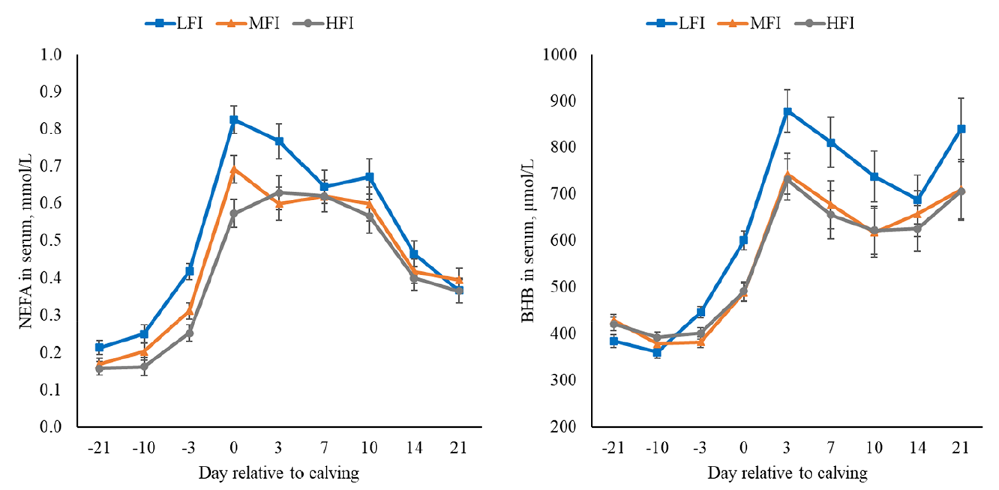 LFI MFI HFI
NEFA in serum, mmol/L
1.0
0.9
0.8
0.7
0.6
0.5
0.4
0.3
0.2
0.1
0.0
-21 -10 -3 0 3 7 10 14 21
Day relative to calving
LFI MFI HFI
BHB in serum, µmol/L
1000
900
800
700
600
500
400
300
200
-21 -10 -3 0 3 7 10 14 21
Day relative to calving